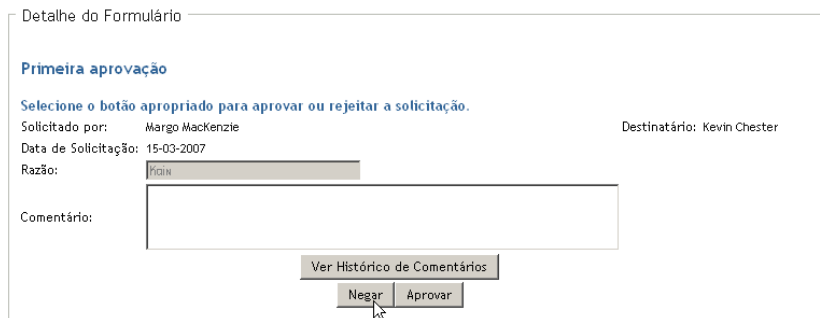 Detalhe do Formulário
Primeira aprovação
Selecione o botão apropriado para aprovar ou rejeitar a solicitação.
Solicitado por: Margo MacKenzie Destinatário: Kevin Chester
Data de Solicitação: 15-03-2007
Razão: Kain
Comentário:
Ver Histórico de Comentários
Negar Aprovar